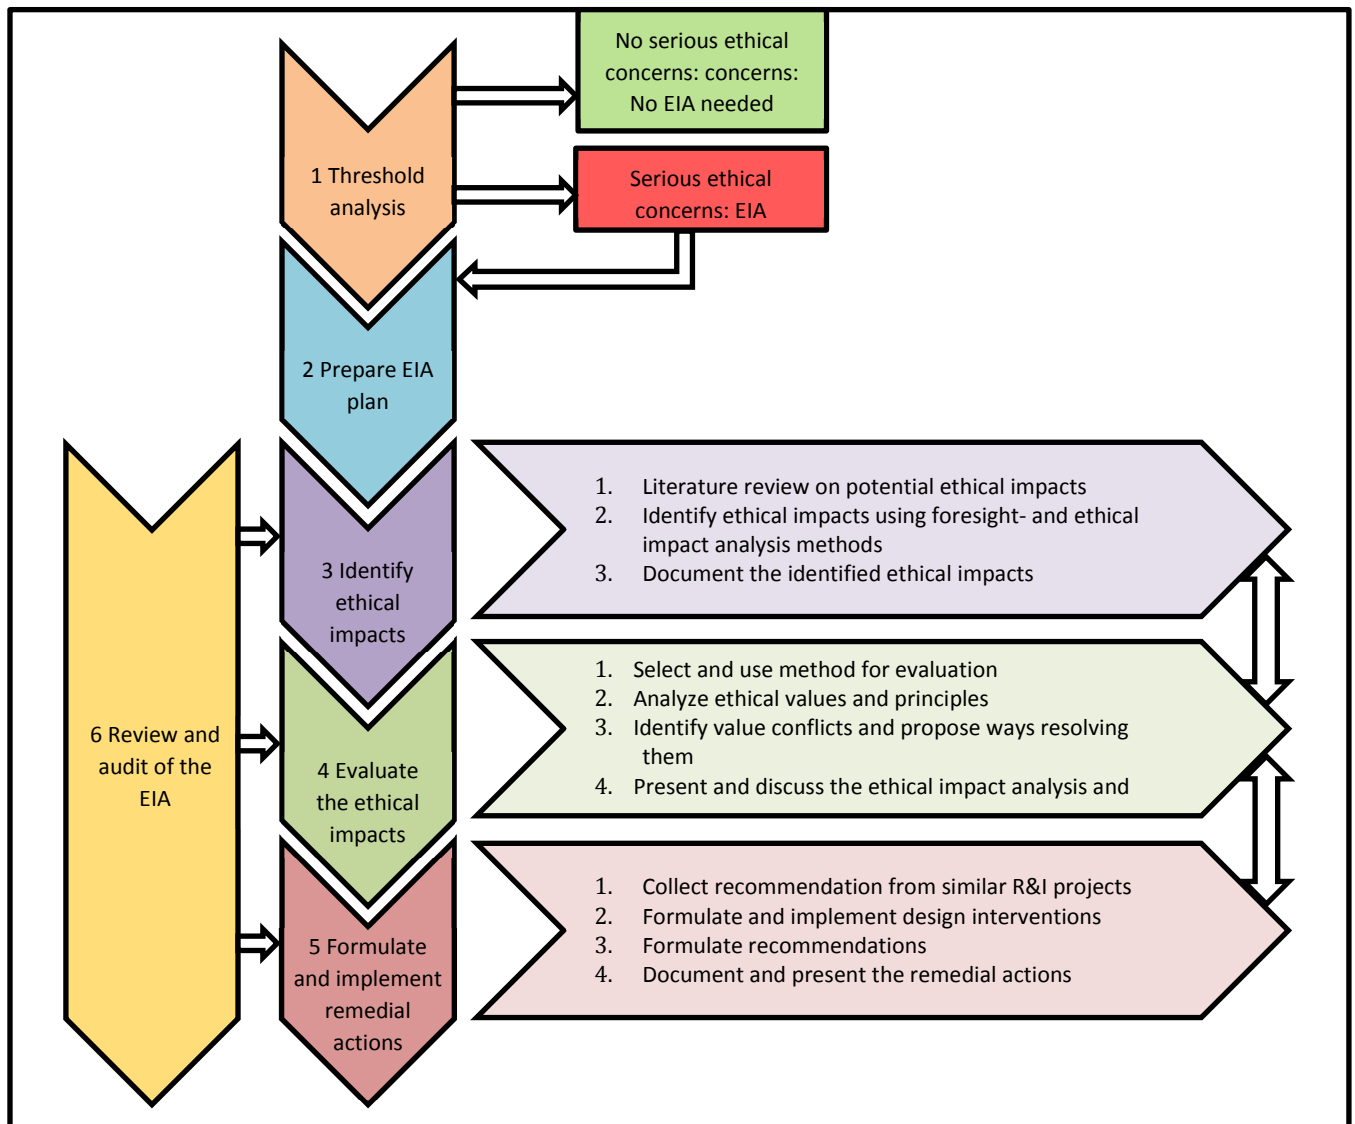 No serious ethical
concerns: concerns:
No EIA needed
1 Threshold
analysis
Serious ethical
concerns: EIA
2 Prepare EIA
plan
3 Identify
ethical
impacts
1. Literature review on potential ethical impacts
2. Identify ethical impacts using foresight- and ethical
impact analysis methods
3. Document the identified ethical impacts
6 Review and
audit of the
EIA
4 Evaluate
the ethical
impacts
1. Select and use method for evaluation
2. Analyze ethical values and principles
3. Identify value conflicts and propose ways resolving
them
4. Present and discuss the ethical impact analysis and
5 Formulate
and implement
remedial
actions
1. Collect recommendation from similar R&I projects
2. Formulate and implement design interventions
3. Formulate recommendations
4. Document and present the remedial actions